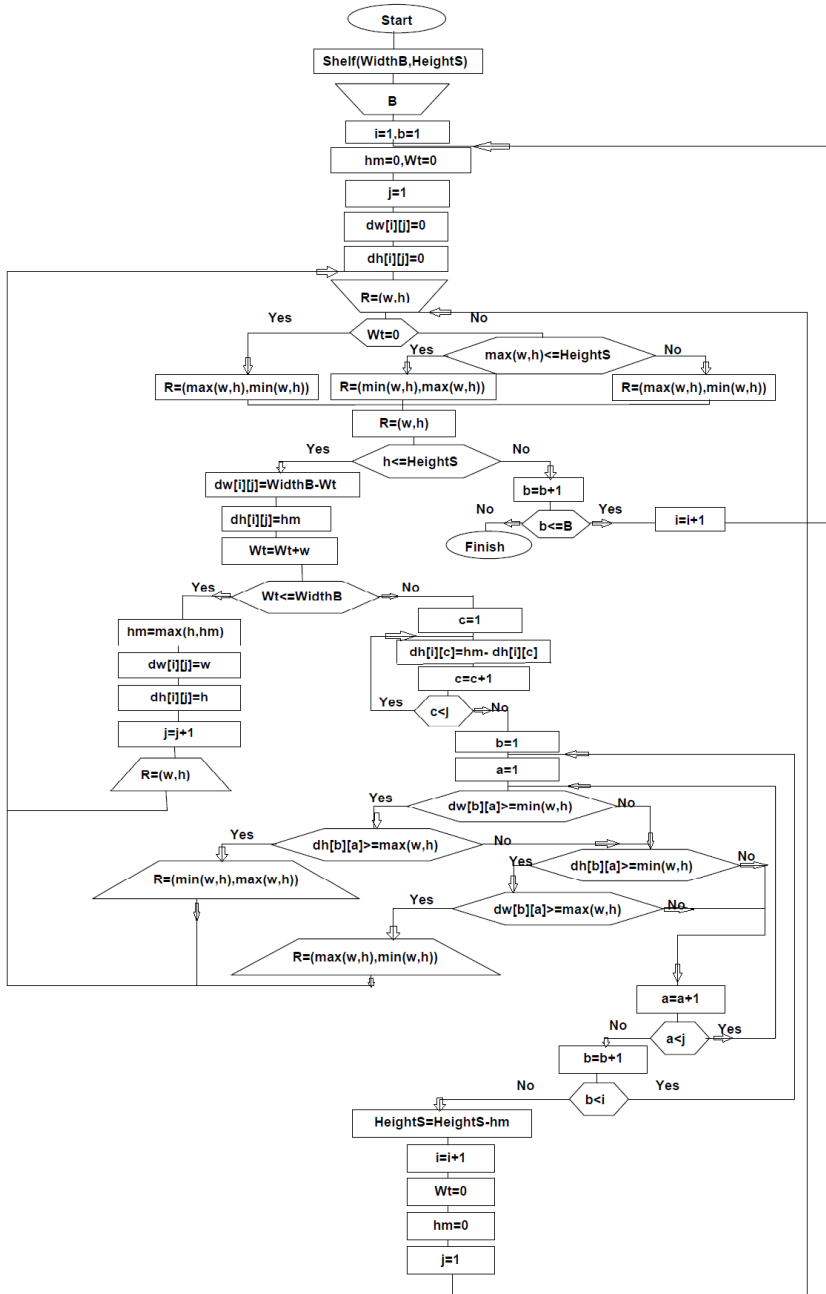 Start
Shelf(WidthB,HeightS)
B
i=1,b=1
hm=0,Wt=0
j=1
dw[i][j]=0
dh[i][j]=0
R=(w,h)
Yes
No
Wt=0
Yes
max(w,h)<=HeightS
No
R=(max(w,h),min(w,h))
R=(min(w,h),max(w,h))
R=(max(w,h),min(w,h))
R=(w,h)
Yes
h<=HeightS
No
dw[i][j]=WidthB-Wt
b=b+1
dh[i][j]=hm
No
b<=B
Yes
i=i+1
Wt=Wt+w
Finish
Yes
Wt<=WidthB
No
c=1
hm=max(h,hm)
dh[i][c]=hm- dh[i][c]
dw[i][j]=w
c=c+1
dh[i][j]=h
Yes
c<j
No
j=j+1
b=1
R=(w,h)
a=1
Yes
dw[b][a]>=min(w,h)
No
Yes
dh[b][a]>=max(w,h)
No
Yes
dh[b][a]>=min(w,h)
No
R=(min(w,h),max(w,h))
Yes
dw[b][a]>=max(w,h)
No
R=(max(w,h),min(w,h))
a=a+1
No
a<j
Yes
b=b+1
No
b<i
Yes
HeightS=HeightS-hm
i=i+1
Wt=0
hm=0
j=1